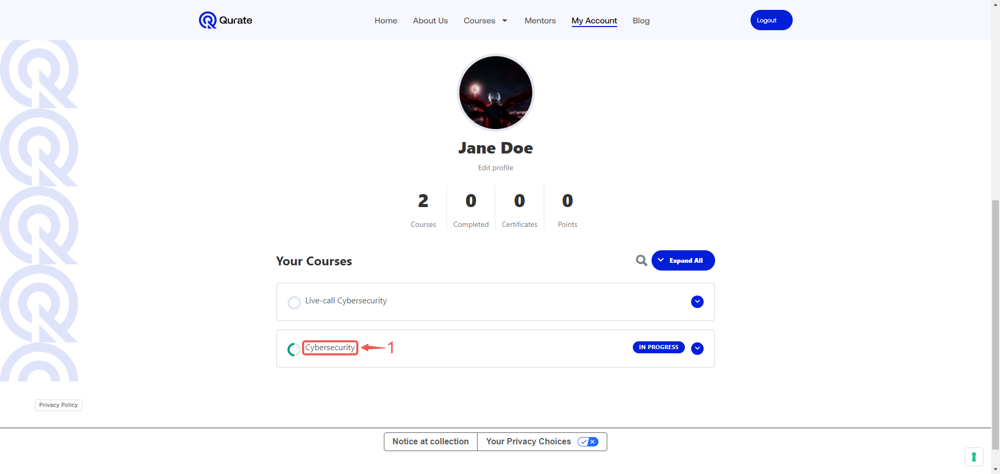 Qurate
Home About Us Courses Mentors My Account Blog
Logout
Jane Doe
Edit profile
2 0 0 0
Courses Completed Certificates Points
Your Courses
Expand All
Live-call Cybersecurity
Cybersecurity 1 IN PROGRESS
Privacy Policy
Notice at collection Your Privacy Choices